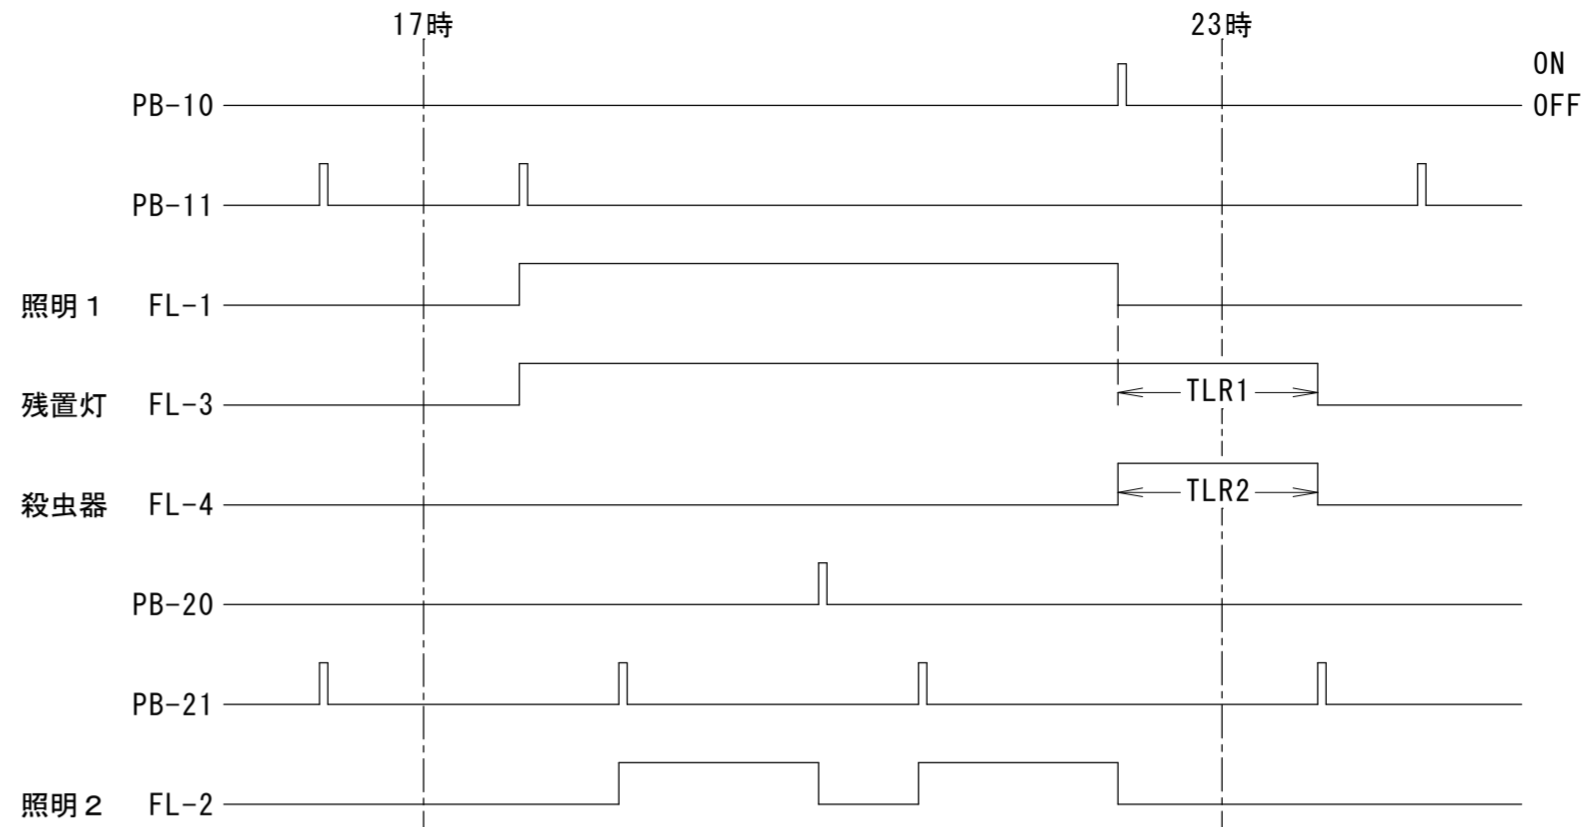 17時 23時
ON
PB-10 OFF
PB-11
照明１ FL-1
残置灯 FL-3 TLR1
殺虫器 FL-4 TLR2
PB-20
PB-21
照明２ FL-2